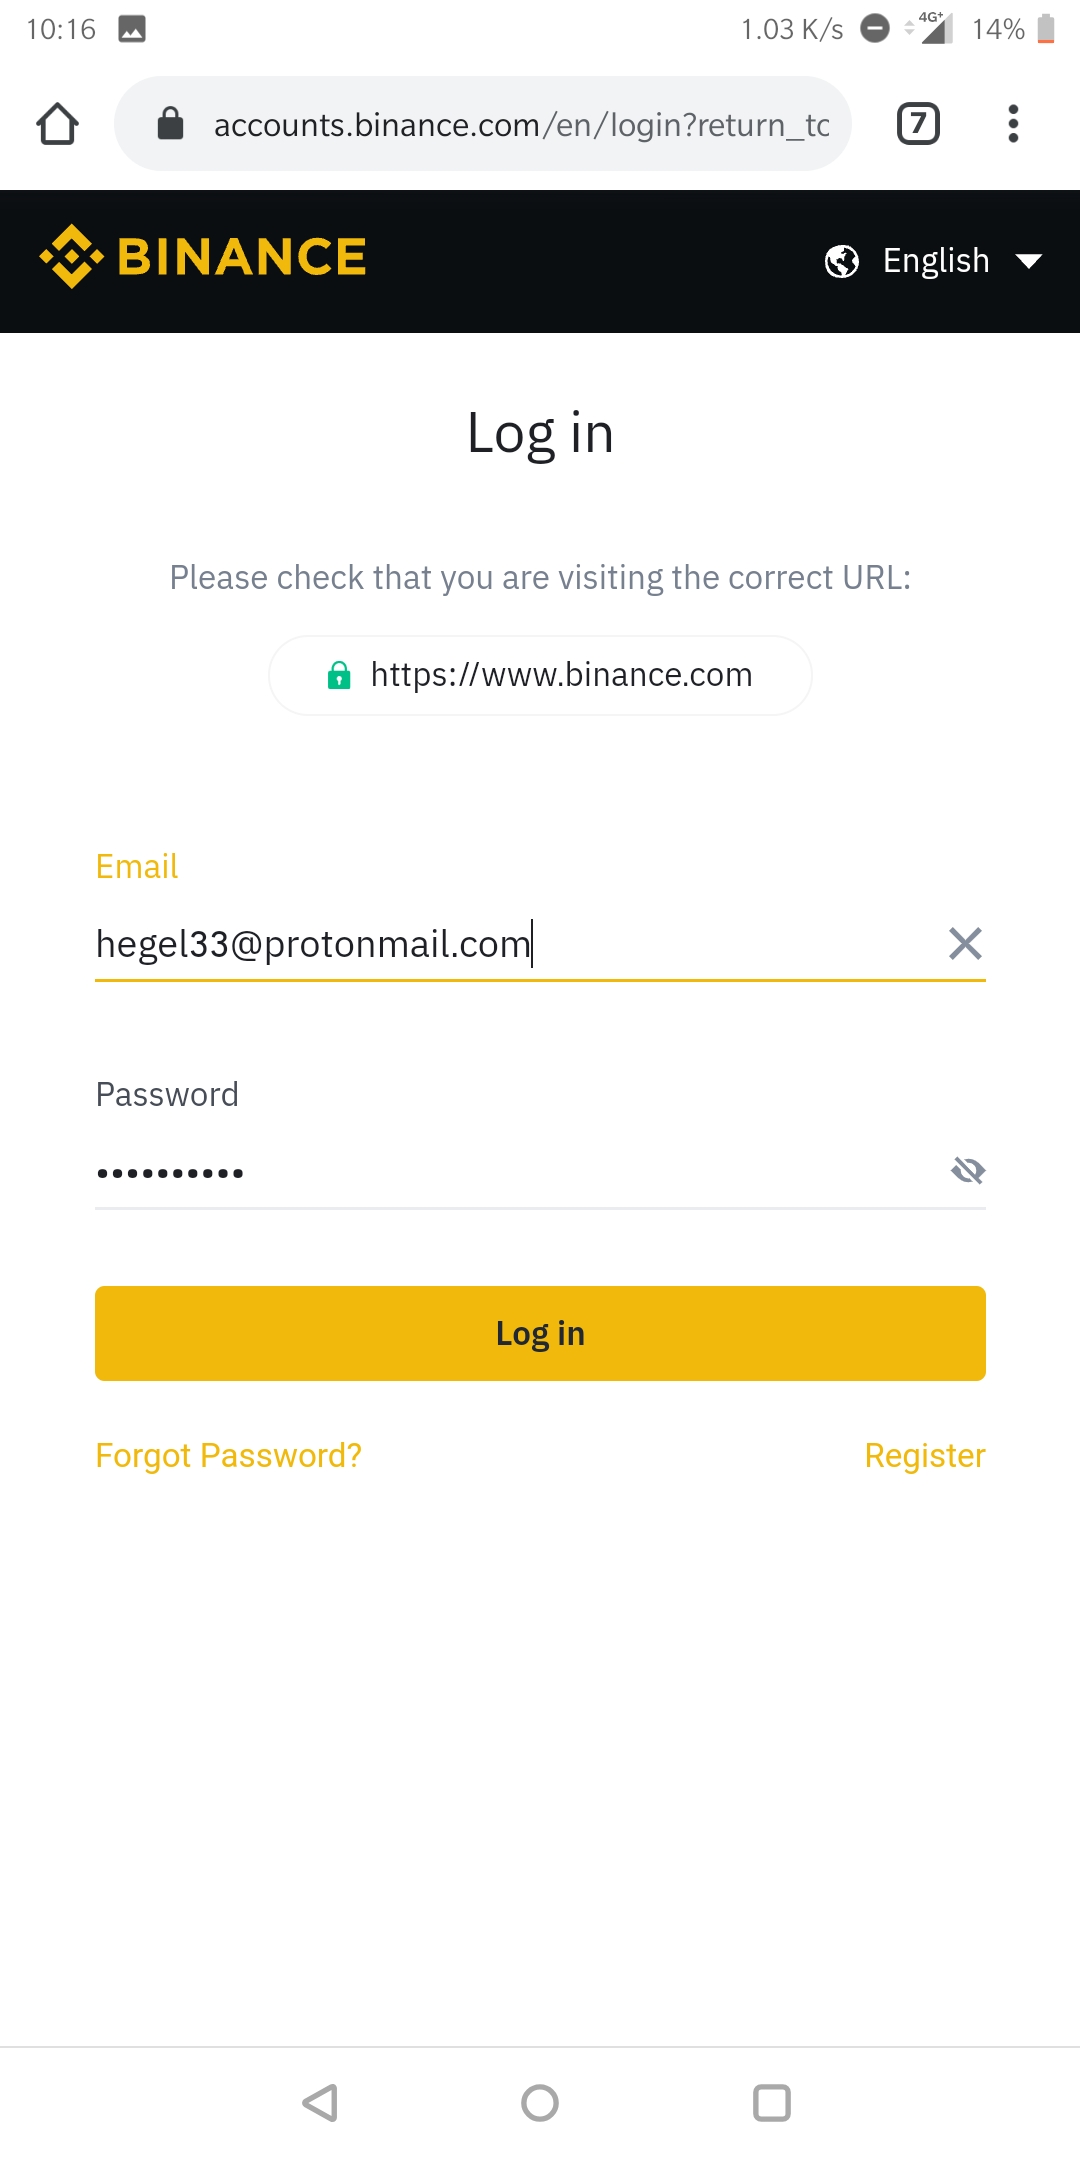 10:16 1.03 K/s 4G+ 14%
accounts.binance.com/en/login?return_to 7
BINANCE English
Log in
Please check that you are visiting the correct URL:
https://www.binance.com
Email
hegel33@protonmail.com
Password
••••••••••
Log in
Forgot Password? Register